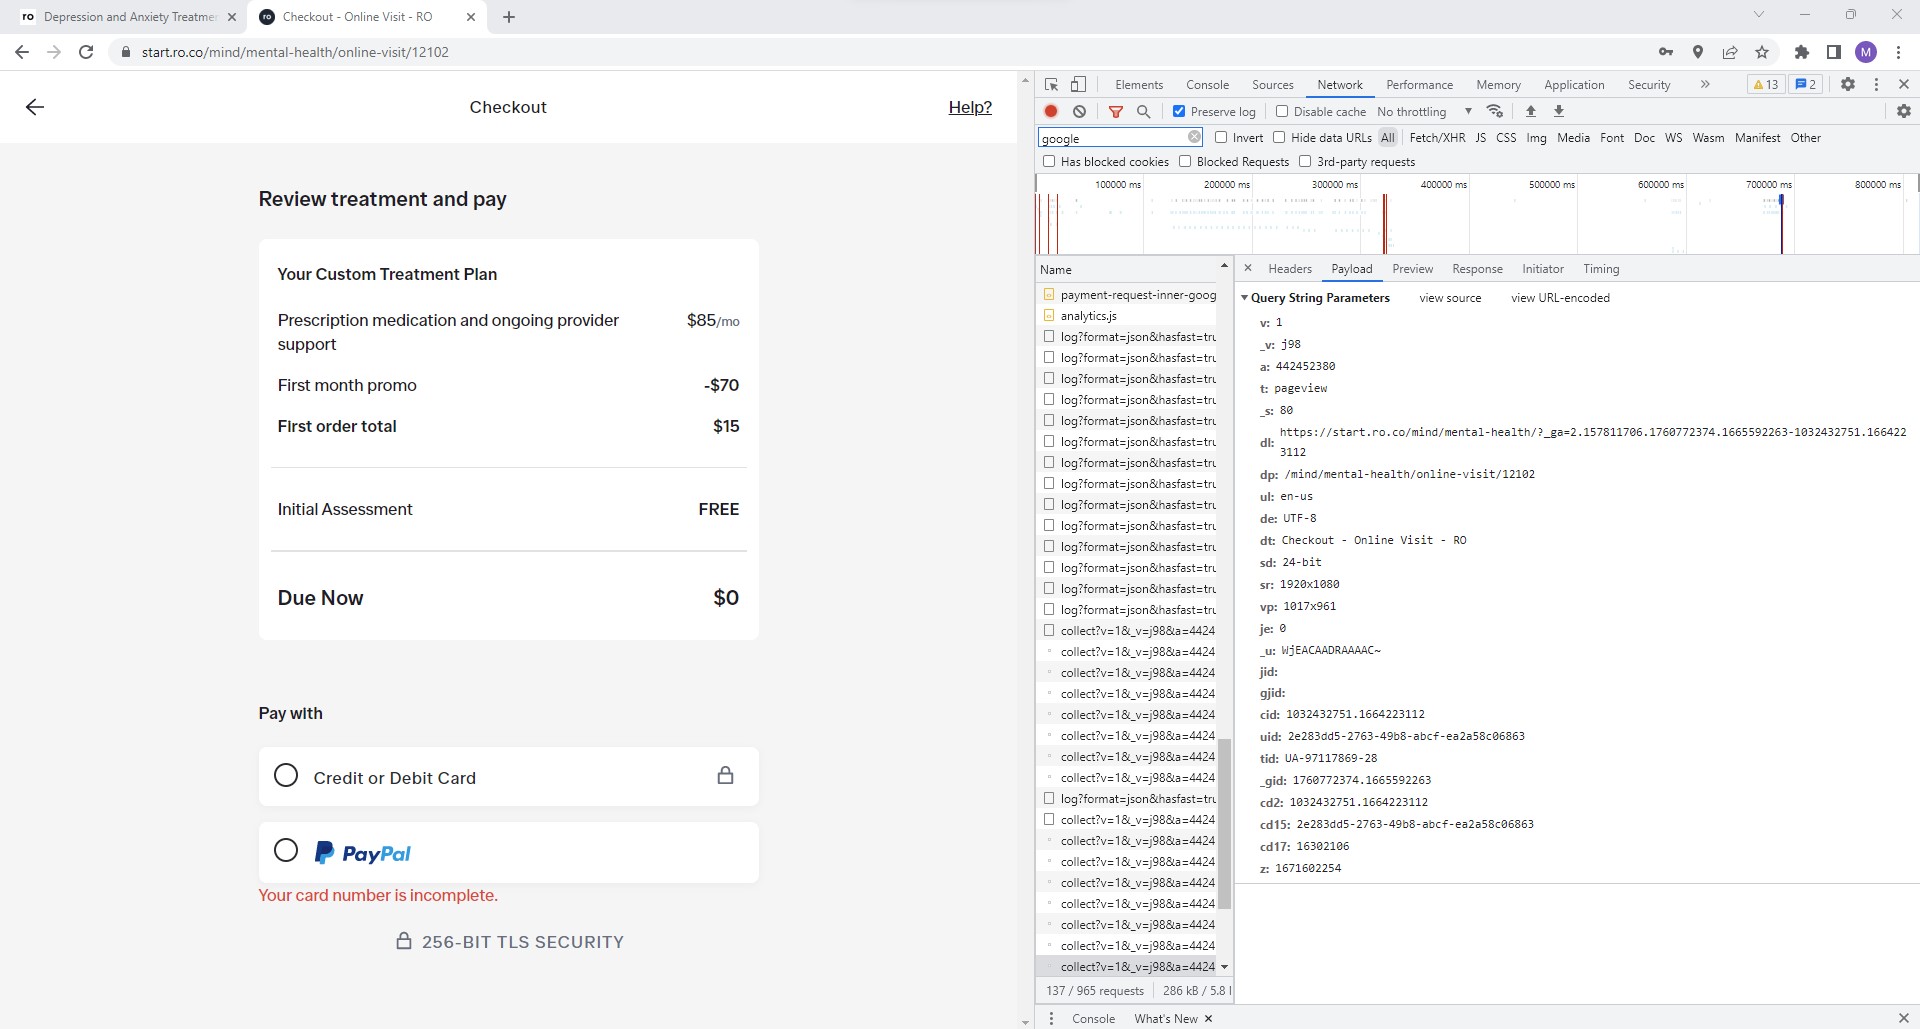 ro Depression and Anxiety Treatmen
ro Checkout - Online Visit - RO
start.ro.co/mind/mental-health/online-visit/12102
M
Checkout
Help?
Review treatment and pay
Your Custom Treatment Plan
Prescription medication and ongoing provider support $85/mo
First month promo -$70
First order total $15
Initial Assessment FREE
Due Now $0
Pay with
Credit or Debit Card
PayPal
Your card number is incomplete.
256-BIT TLS SECURITY
Elements Console Sources Network Performance Memory Application Security 13 2
Preserve log Disable cache No throttling
google Invert Hide data URLs All Fetch/XHR JS CSS Img Media Font Doc WS Wasm Manifest Other
Has blocked cookies Blocked Requests 3rd-party requests
100000 ms 200000 ms 300000 ms 400000 ms 500000 ms 600000 ms 700000 ms 800000 ms
Name
payment-request-inner-goog
analytics.js
log?format=json&hasfast=tru
log?format=json&hasfast=tru
log?format=json&hasfast=tru
log?format=json&hasfast=tru
log?format=json&hasfast=tru
log?format=json&hasfast=tru
log?format=json&hasfast=tru
log?format=json&hasfast=tru
log?format=json&hasfast=tru
log?format=json&hasfast=tru
log?format=json&hasfast=tru
log?format=json&hasfast=tru
log?format=json&hasfast=tru
log?format=json&hasfast=tru
collect?v=1&_v=j98&a=4424
collect?v=1&_v=j98&a=4424
collect?v=1&_v=j98&a=4424
collect?v=1&_v=j98&a=4424
collect?v=1&_v=j98&a=4424
collect?v=1&_v=j98&a=4424
collect?v=1&_v=j98&a=4424
collect?v=1&_v=j98&a=4424
log?format=json&hasfast=tru
collect?v=1&_v=j98&a=4424
collect?v=1&_v=j98&a=4424
collect?v=1&_v=j98&a=4424
collect?v=1&_v=j98&a=4424
collect?v=1&_v=j98&a=4424
collect?v=1&_v=j98&a=4424
collect?v=1&_v=j98&a=4424
collect?v=1&_v=j98&a=4424
137 / 965 requests 286 kB / 5.8
Headers Payload Preview Response Initiator Timing
Query String Parameters view source view URL-encoded
v: 1
_v: j98
a: 442452380
t: pageview
_s: 80
dl: https://start.ro.co/mind/mental-health/?_ga=2.157811706.1760772374.1665592263-1032432751.166422
3112
dp: /mind/mental-health/online-visit/12102
ul: en-us
de: UTF-8
dt: Checkout - Online Visit - RO
sd: 24-bit
sr: 1920x1080
vp: 1017x961
je: 0
_u: WjEACAADRAAAAC~
jid:
gjid:
cid: 1032432751.1664223112
uid: 2e283dd5-2763-49b8-abcf-ea2a58c06863
tid: UA-97117869-28
_gid: 1760772374.1665592263
cd2: 1032432751.1664223112
cd15: 2e283dd5-2763-49b8-abcf-ea2a58c06863
cd17: 16302106
z: 1671602254
Console What's New